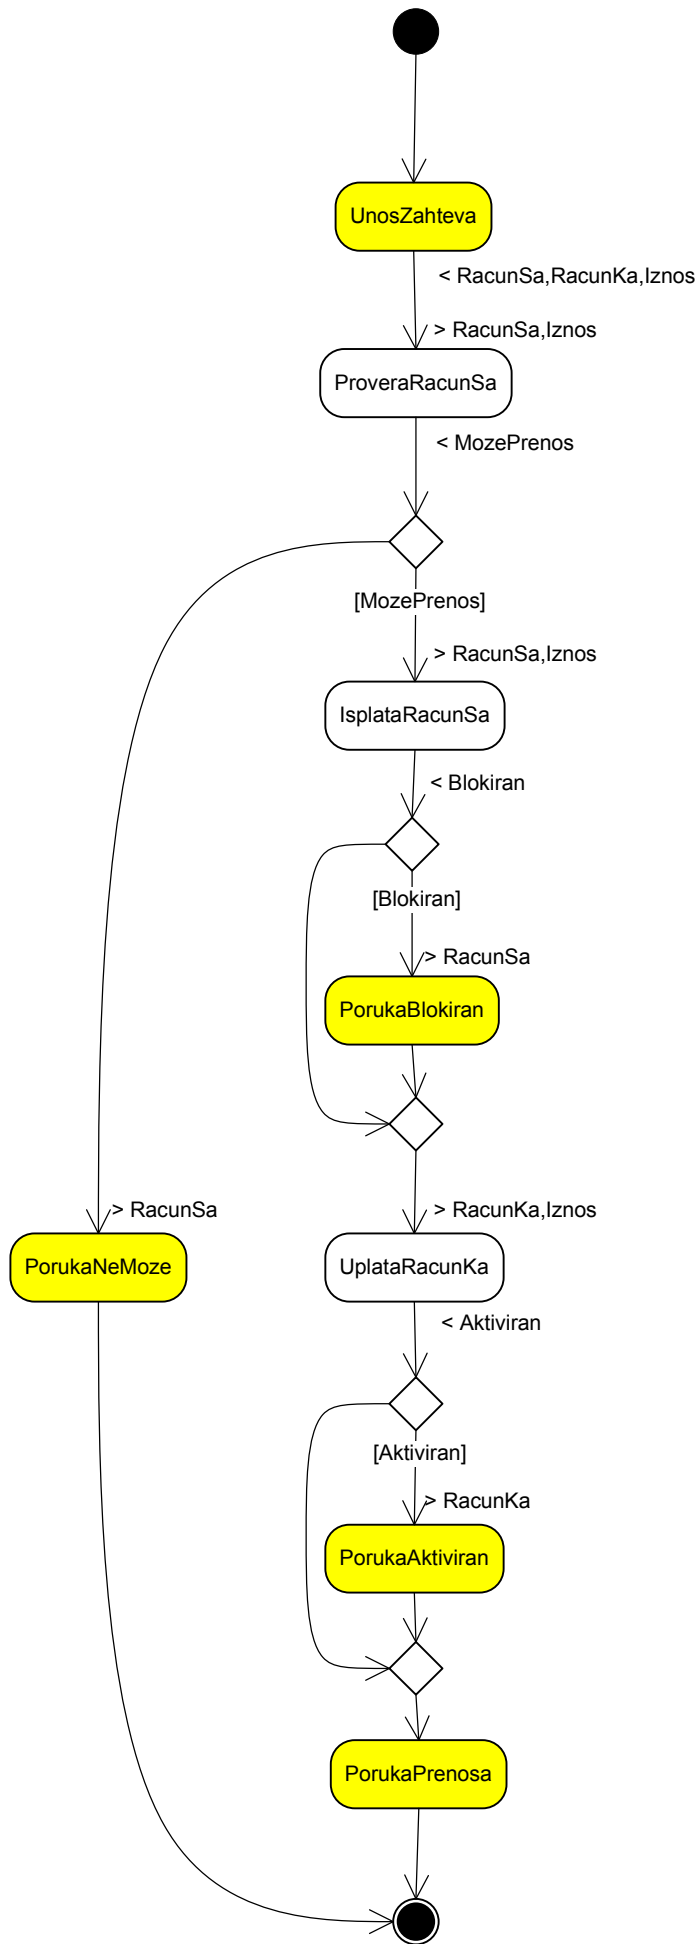 UnosZahteva
< RacunSa,RacunKa,Iznos
> RacunSa,Iznos
ProveraRacunSa
< MozePrenos
[MozePrenos]
> RacunSa,Iznos
IsplataRacunSa
< Blokiran
[Blokiran]
> RacunSa
PorukaBlokiran
> RacunSa
> RacunKa,Iznos
PorukaNeMoze
UplataRacunKa
< Aktiviran
[Aktiviran]
> RacunKa
PorukaAktiviran
PorukaPrenosa